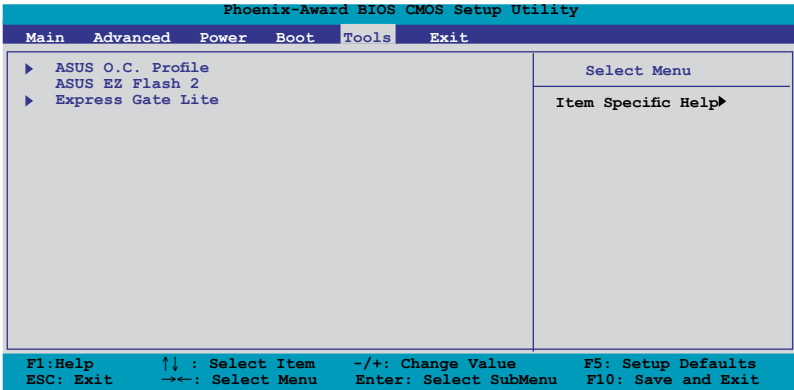 Phoenix-Award BIOS CMOS Setup Utility
Main Advanced Power Boot Tools Exit
▶ ASUS O.C. Profile
ASUS EZ Flash 2
▶ Express Gate Lite
Select Menu
Item Specific Help▶
F1:Help ↑↓ : Select Item -/+: Change Value F5: Setup Defaults
ESC: Exit →←: Select Menu Enter: Select SubMenu F10: Save and Exit